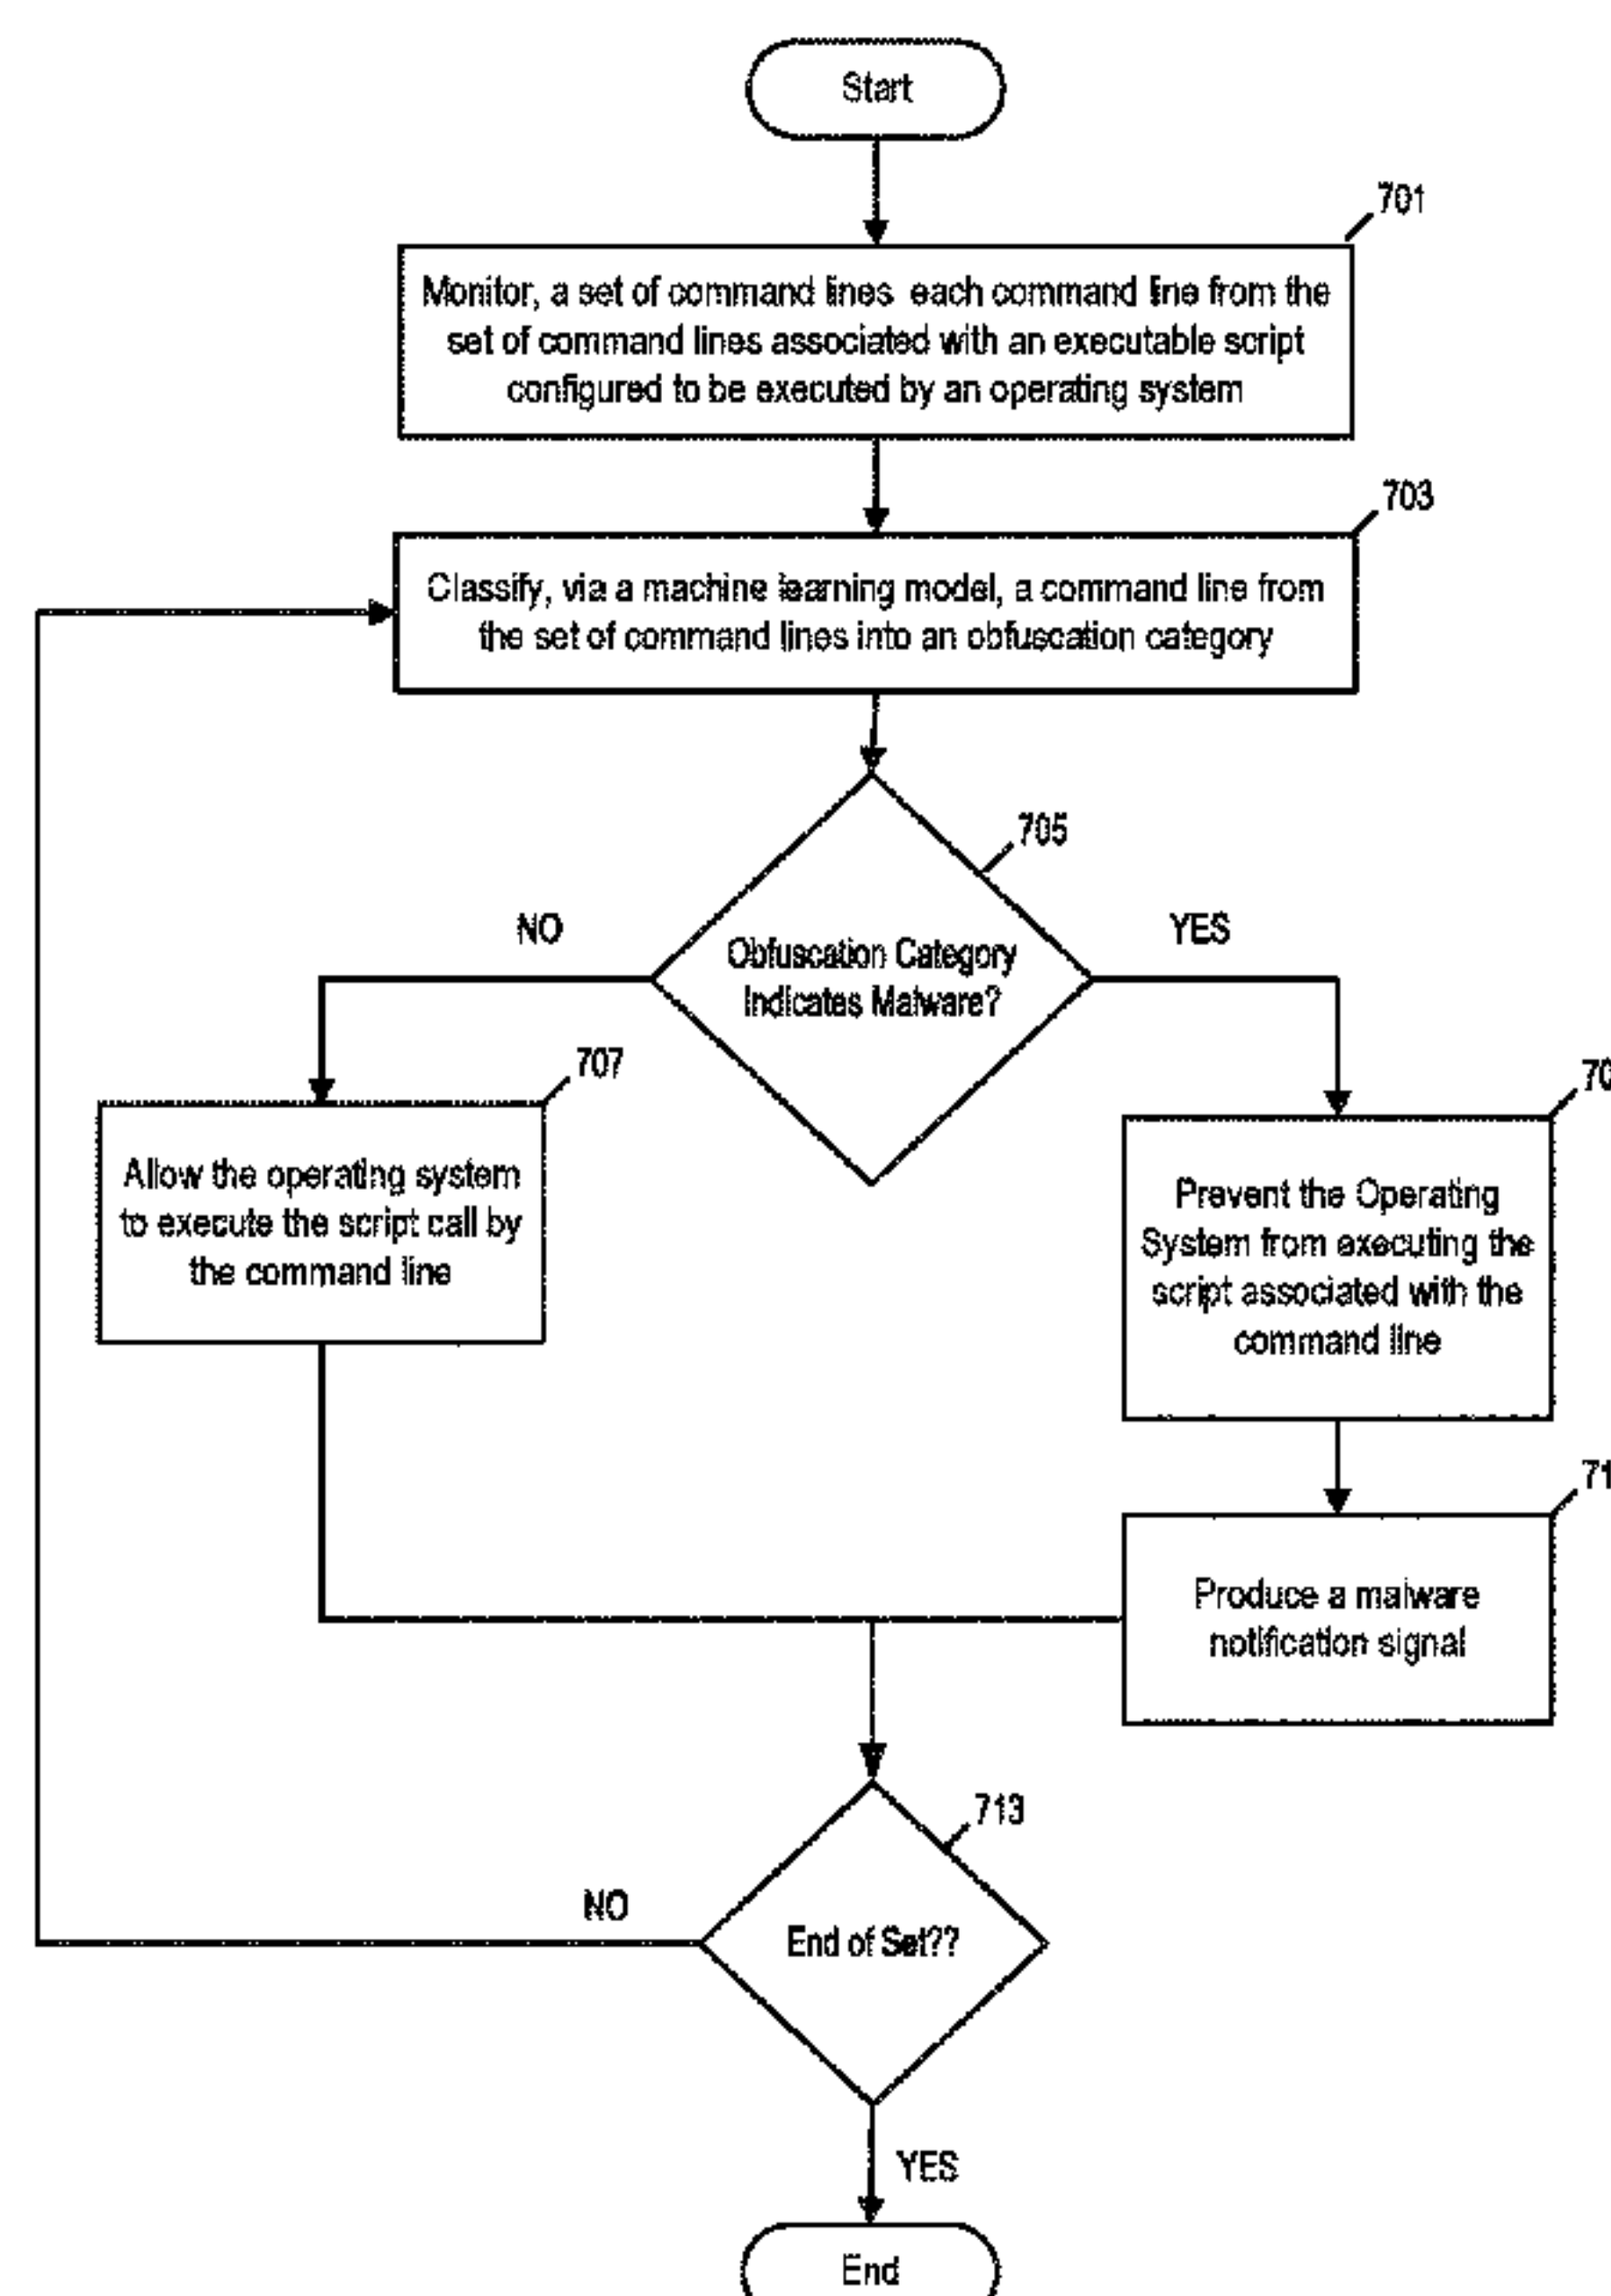 Start
701
Monitor, a set of command lines each command line from the
set of command lines associated with an executable script
configured to be executed by an operating system
703
Classify, via a machine learning model, a command line from
the set of command lines into an obfuscation category
705
NO
YES
Obfuscation Category
Indicates Malware?
707
Allow the operating system
to execute the script call by
the command line
70
Prevent the Operating
System from executing the
script associated with the
command line
71
Produce a malware
notification signal
713
NO
End of Set??
YES
End